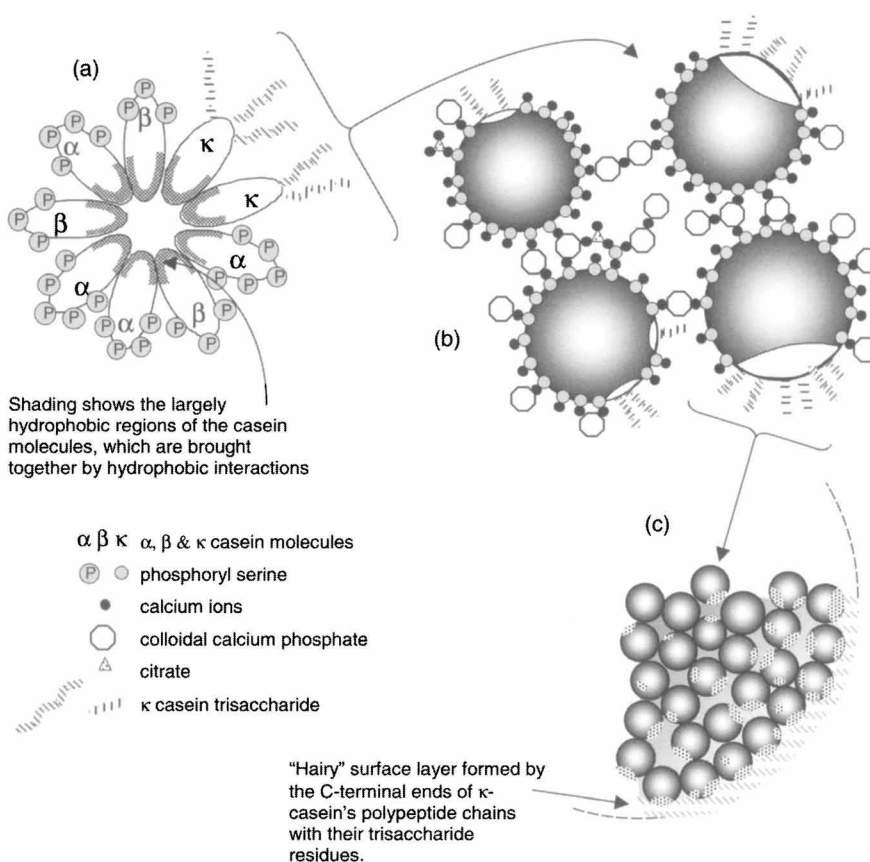 (a)
P P P
β
P P P P
α
κ
κ
P P P
β
P P P P P
α
P P P P
α
P P P
β
P P P P P
α
(b)
Shading shows the largely
hydrophobic regions of the casein
molecules, which are brought
together by hydrophobic interactions
(c)
α β κ α, β & κ casein molecules
P phosphoryl serine
calcium ions
colloidal calcium phosphate
citrate
κ casein trisaccharide
"Hairy" surface layer formed by
the C-terminal ends of κ-
casein's polypeptide chains
with their trisaccharide
residues.